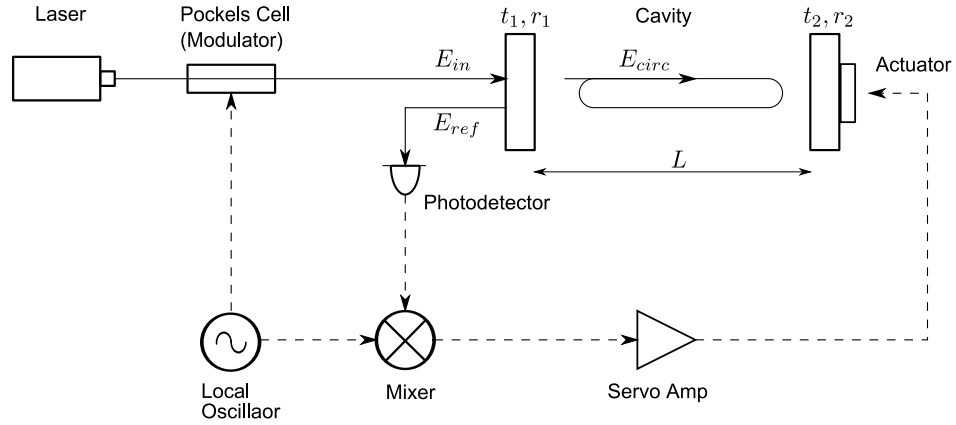 Laser
Pockels Cell
(Modulator)
t₁, r₁
Cavity
t₂, r₂
E_in
E_circ
Actuator
E_ref
L
Photodetector
Local
Oscillaor
Mixer
Servo Amp